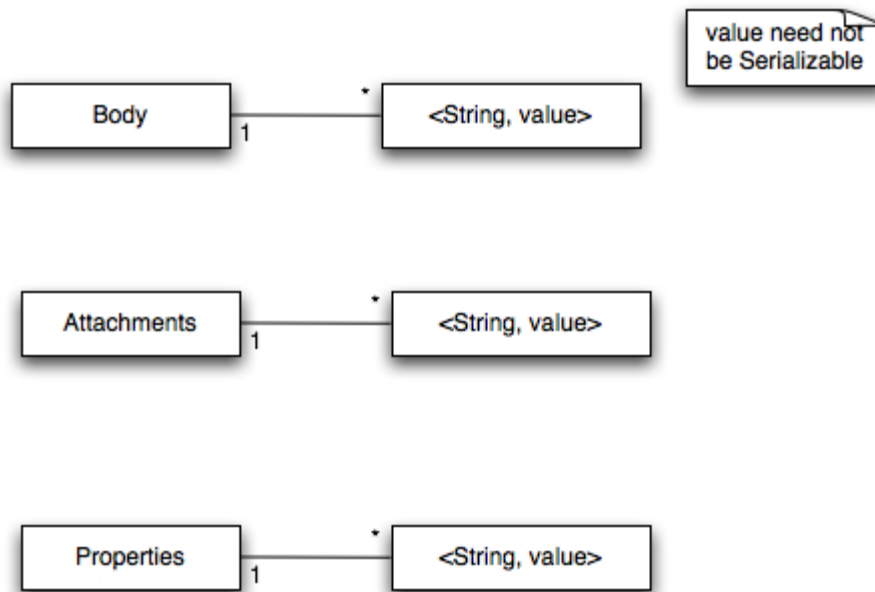 value need not
be Serializable
Body
1
*
<String, value>
Attachments
1
*
<String, value>
Properties
1
*
<String, value>